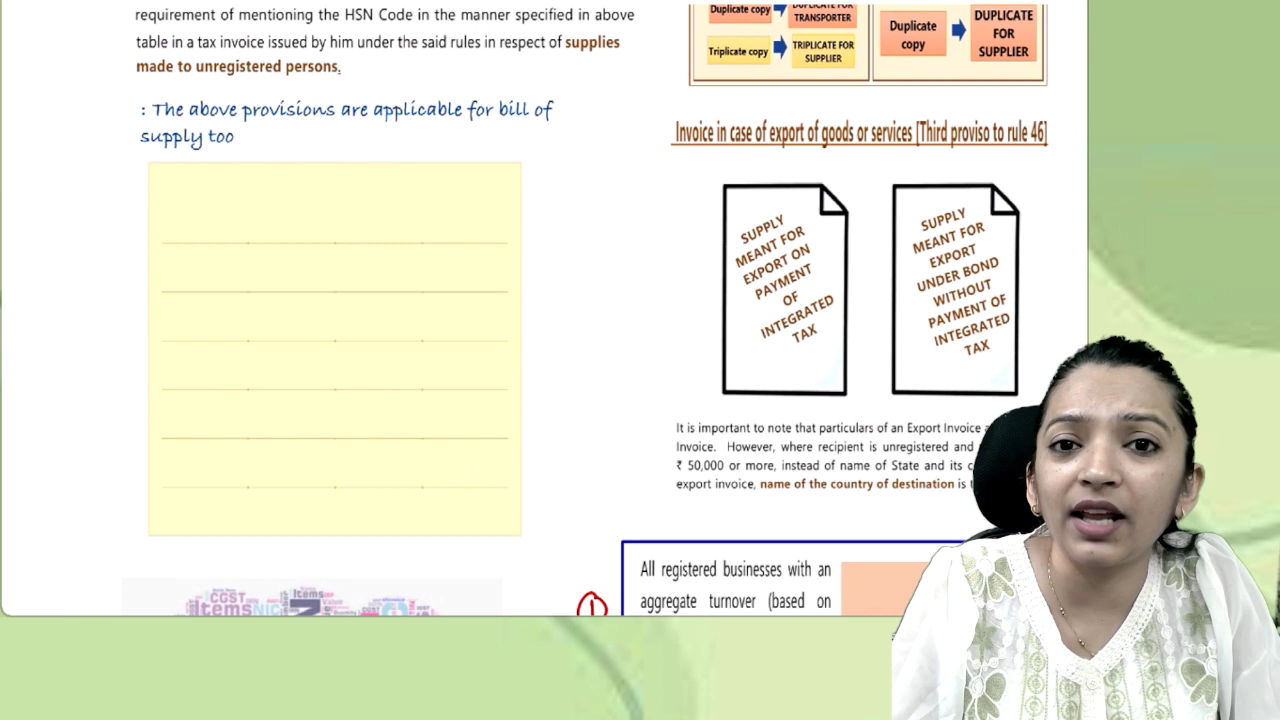 requirement of mentioning the HSN Code in the manner specified in above
table in a tax invoice issued by him under the said rules in respect of supplies
made to unregistered persons.
: The above provisions are applicable for bill of
supply too
CGST
Items
Items
Duplicate copy
DUPLICATE FOR
TRANSPORTER
Triplicate copy
TRIPLICATE FOR
SUPPLIER
Duplicate
copy
DUPLICATE
FOR
SUPPLIER
Invoice in case of export of goods or services [Third proviso to rule 46]
SUPPLY
MEANT FOR
EXPORT ON
PAYMENT
OF
INTEGRATED
TAX
SUPPLY
MEANT FOR
EXPORT
UNDER BOND
WITHOUT
PAYMENT OF
INTEGRATED
TAX
It is important to note that particulars of an Export Invoice
Invoice. However, where recipient is unregistered and
₹ 50,000 or more, instead of name of State and its
export invoice, name of the country of destination is
1
All registered businesses with an
aggregate turnover (based on